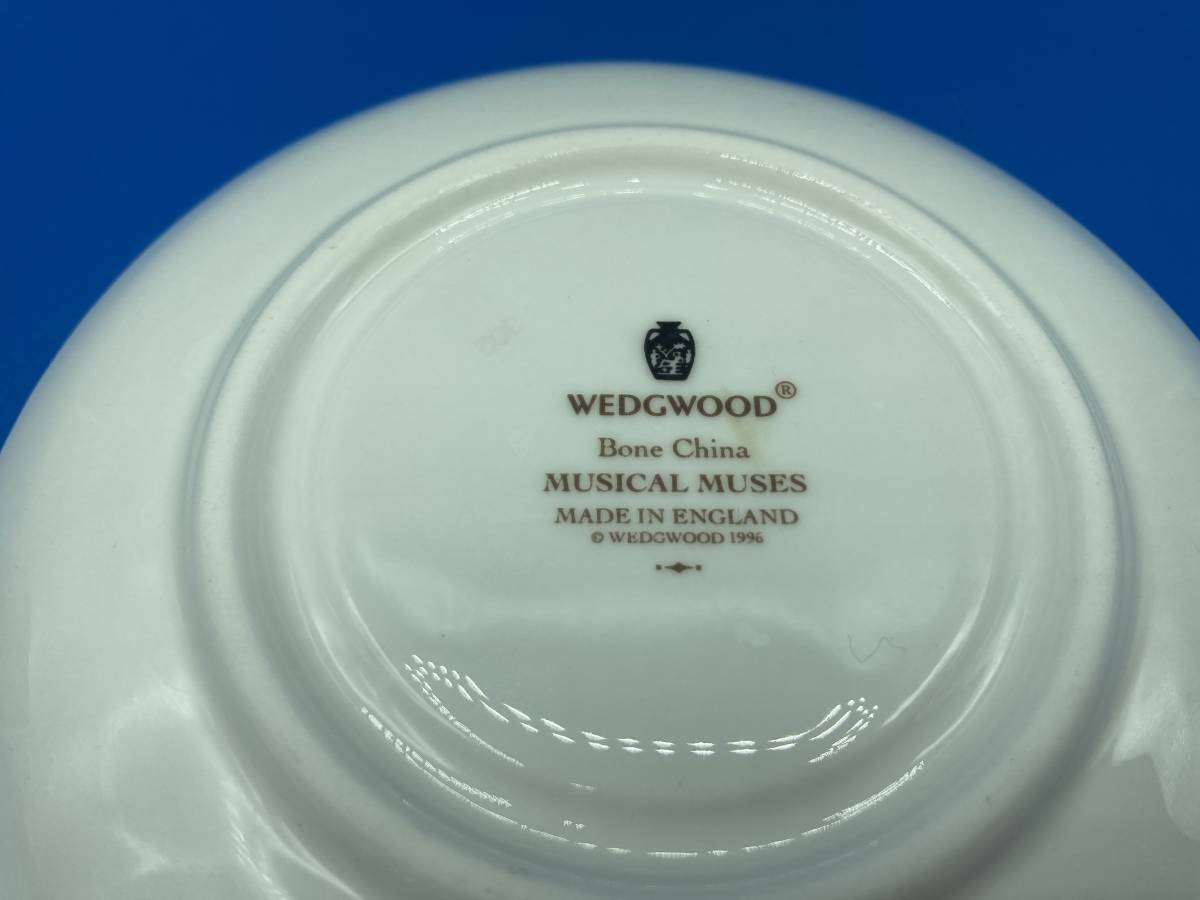 WEDGWOOD®
Bone China
MUSICAL MUSES
MADE IN ENGLAND
© WEDGWOOD 1996